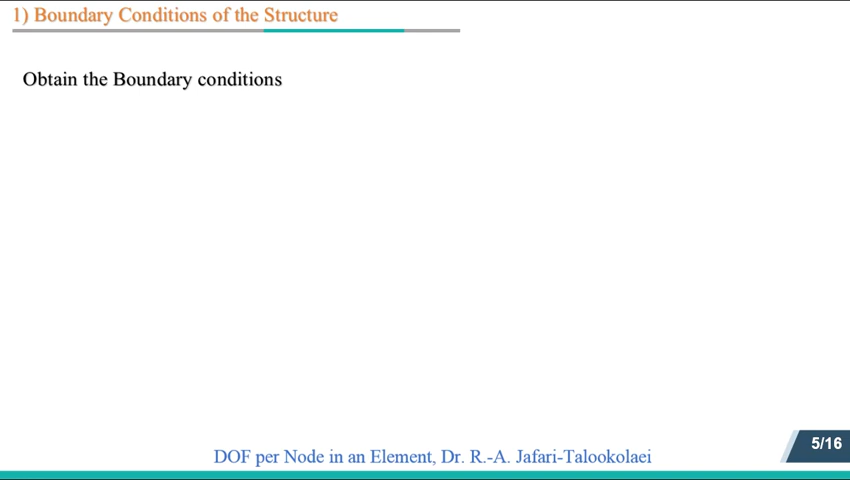 1) Boundary Conditions of the Structure
Obtain the Boundary conditions
5/16
DOF per Node in an Element, Dr. R.-A. Jafari-Talookolaei